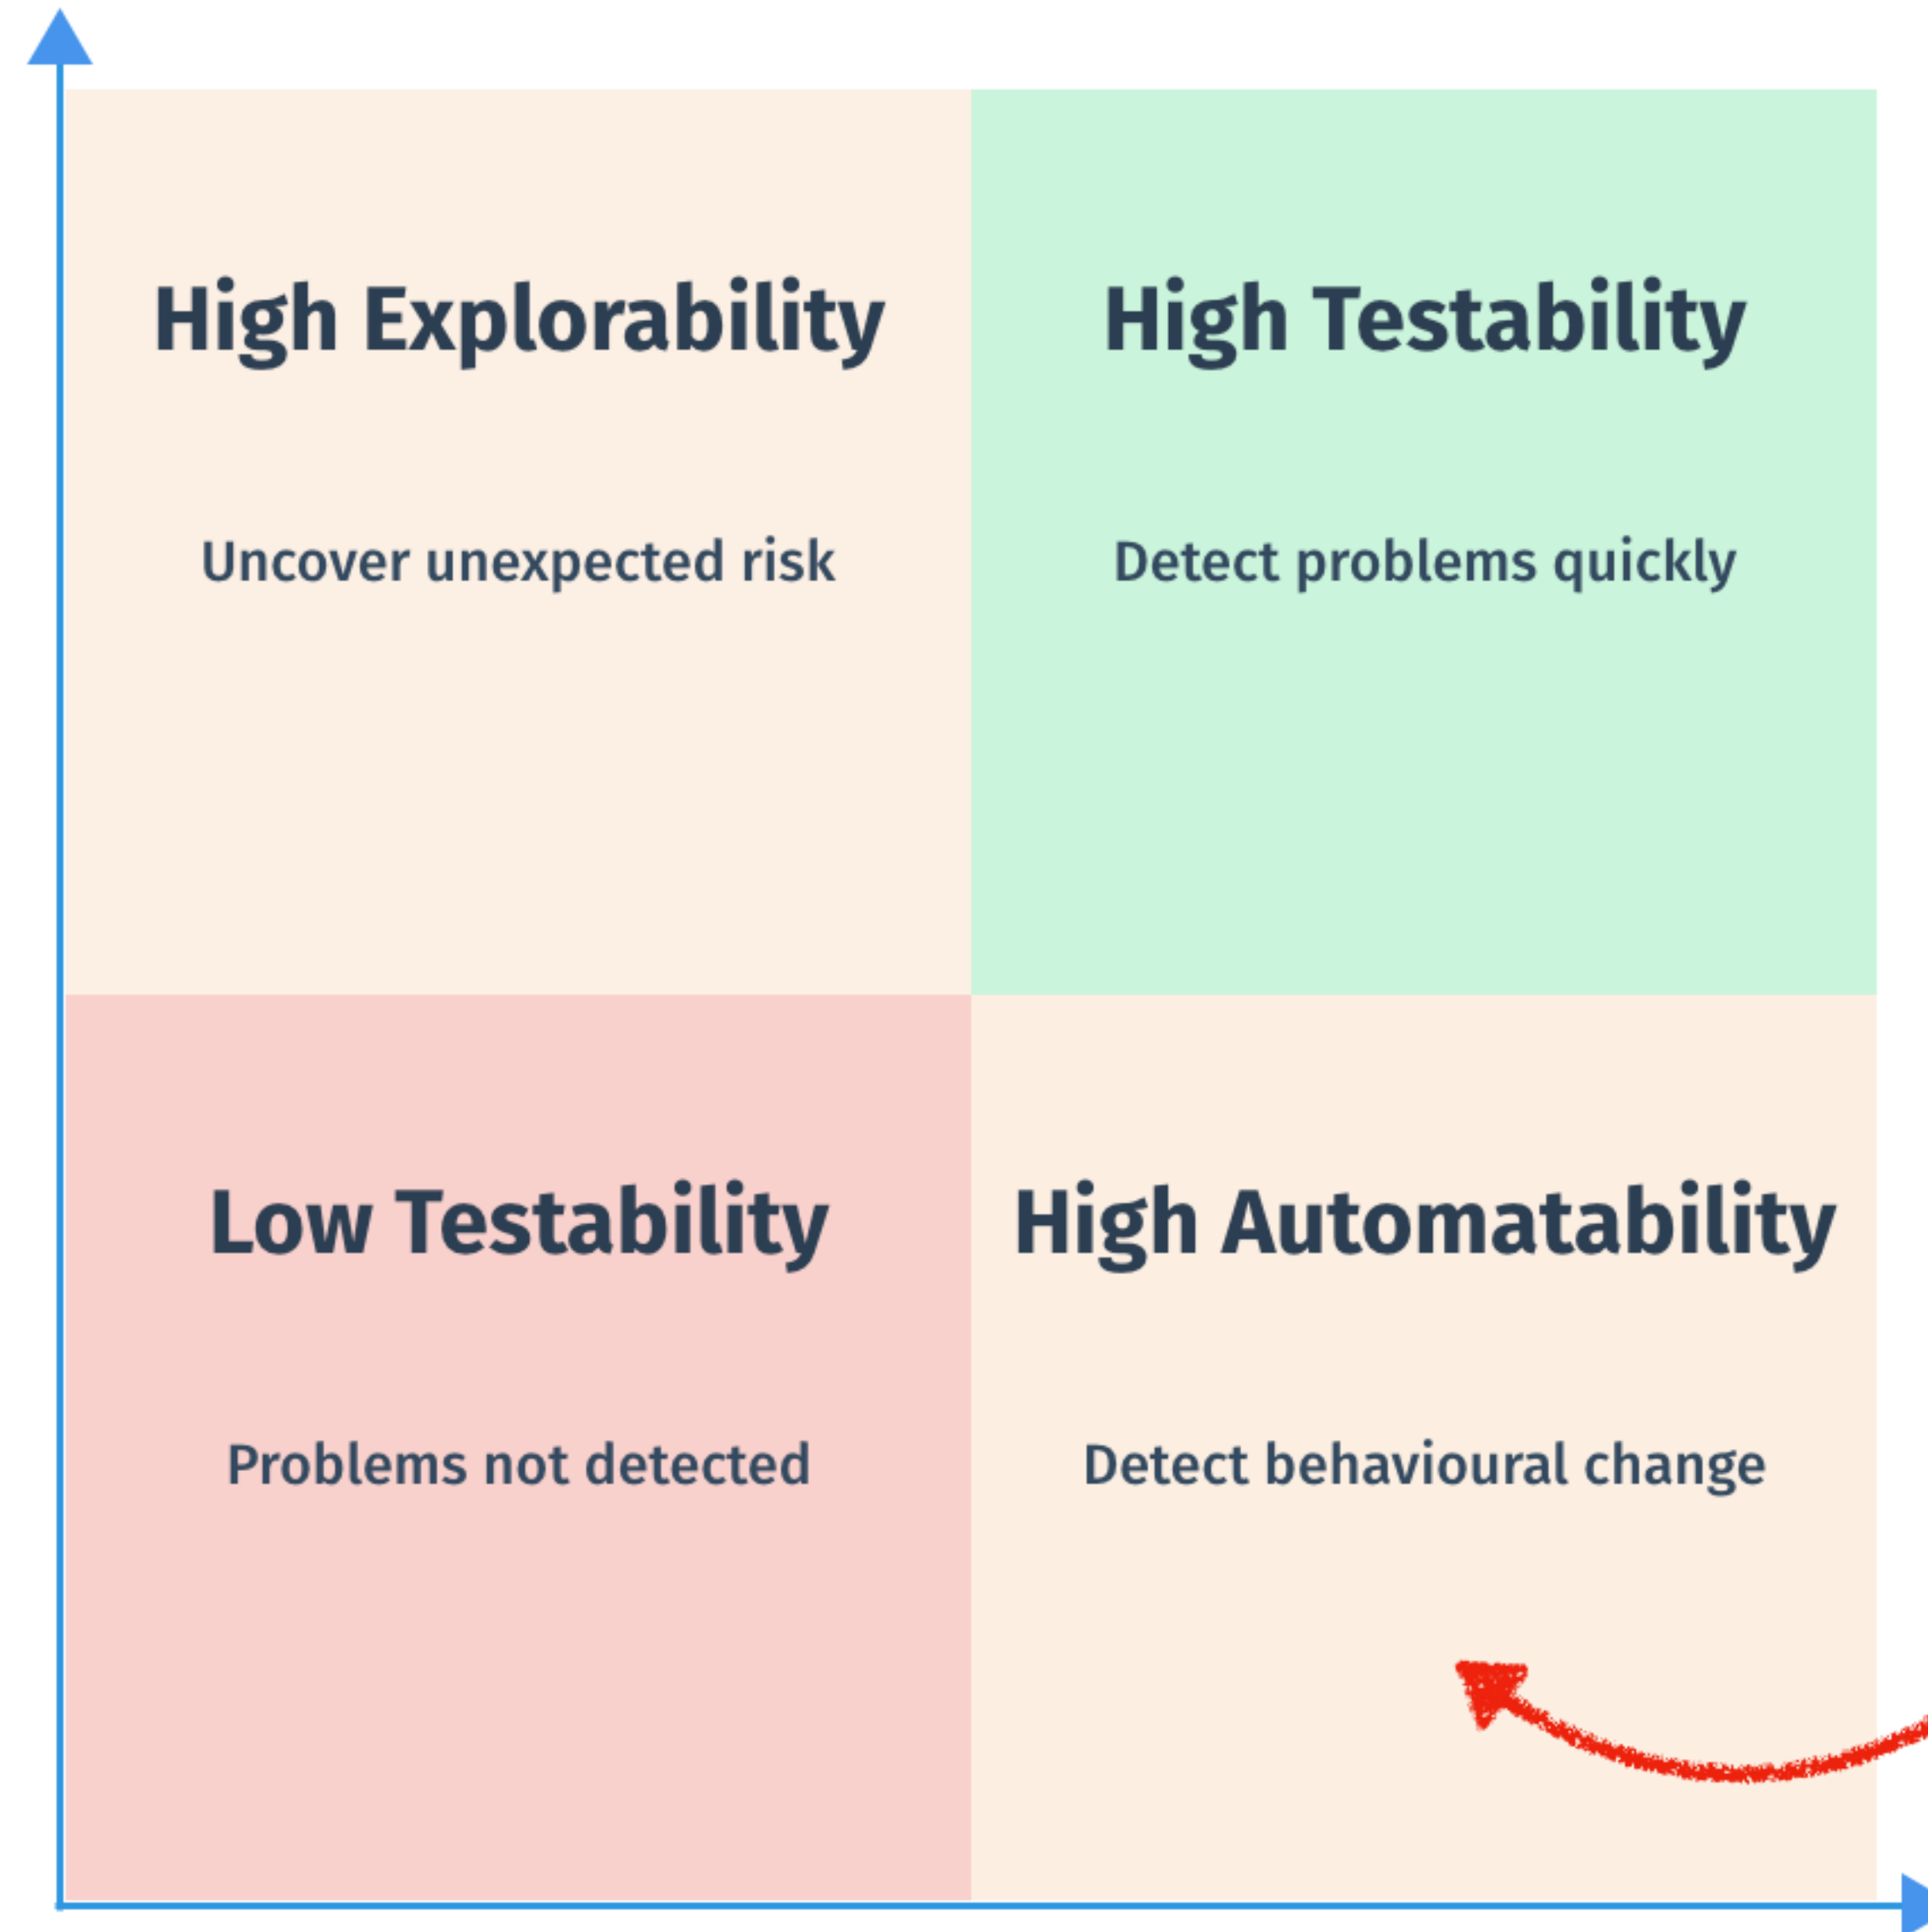 High Explorability
High Testability
Uncover unexpected risk
Detect problems quickly
Low Testability
High Automatability
Problems not detected
Detect behavioural change